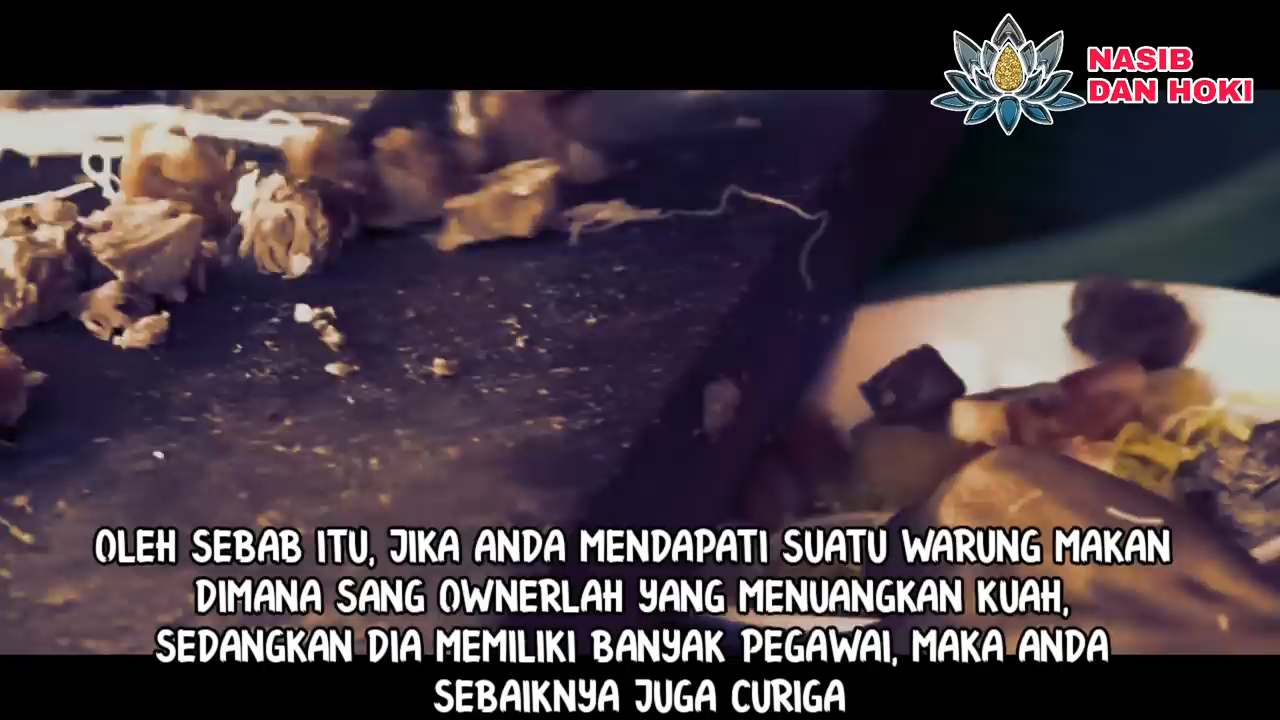 NASIB
DAN HOKI
OLEH SEBAB ITU, JIKA ANDA MENDAPATI SUATU WARUNG MAKAN
DIMANA SANG OWNERLAH YANG MENUANGKAN KUAH,
SEDANGKAN DIA MEMILIKI BANYAK PEGAWAI, MAKA ANDA
SEBAIKNYA JUGA CURIGA